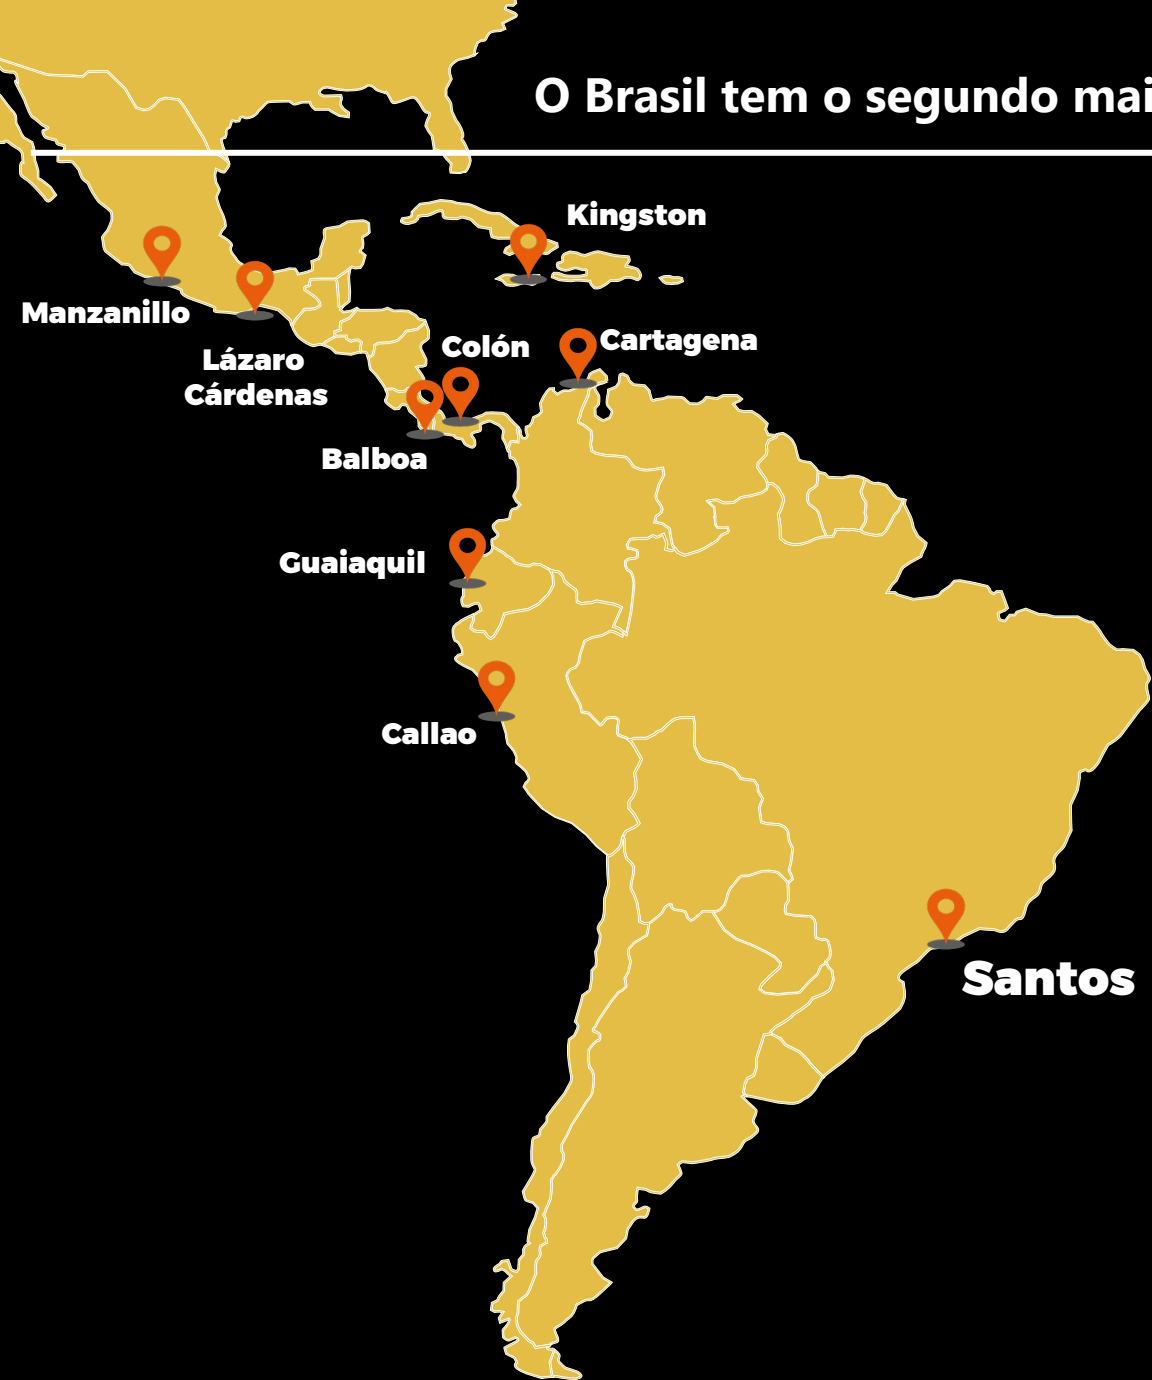 O Brasil tem o segundo mai
Kingston
Manzanillo
Lázaro
Cárdenas
Colón
Cartagena
Balboa
Guaiaquil
Callao
Santos